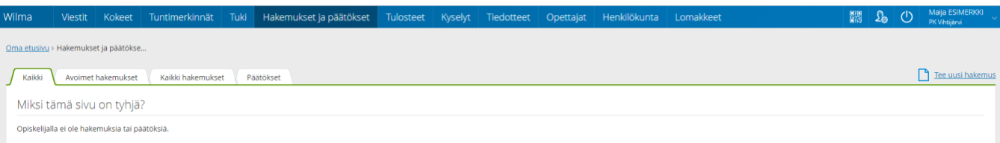 Wilma Viestit Kokeet Tuntimerkinnät Tuki Hakemukset ja päätökset Tulosteet Kyselyt Tiedotteet Opettajat Henkilökunta Lomakkeet Maija ESIMERKKI
PK Vihtijärvi
Oma etusivu › Hakemukset ja päätökse...
Kaikki Avoimet hakemukset Kaikki hakemukset Päätökset Tee uusi hakemus
Miksi tämä sivu on tyhjä?
Opiskelijalla ei ole hakemuksia tai päätöksiä.